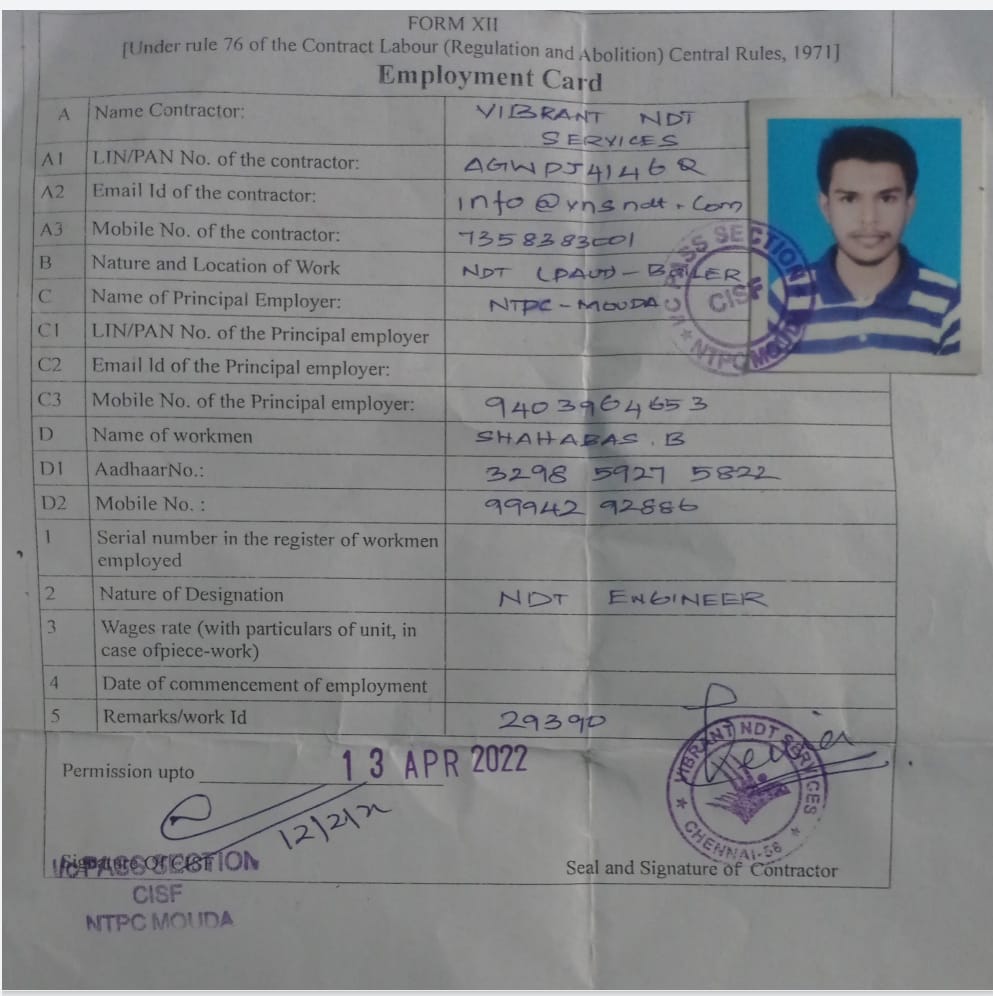 FORM XII
[Under rule 76 of the Contract Labour (Regulation and Abolition) Central Rules, 1971]
Employment Card
A Name Contractor: VIBRANT NDT
SERVICES
A1 LIN/PAN No. of the contractor: AGWPJ4146Q
A2 Email Id of the contractor: info@vnsndt.com
A3 Mobile No. of the contractor: 7358383001
B Nature and Location of Work NDT (PAUT) - BOILER
C Name of Principal Employer: NTPC - MOUDA
C1 LIN/PAN No. of the Principal employer
C2 Email Id of the Principal employer:
C3 Mobile No. of the Principal employer: 9403964653
D Name of workmen SHAHABAS . B
D1 AadhaarNo.: 3298 5927 5822
D2 Mobile No. : 99942 92886
1 Serial number in the register of workmen
employed
2 Nature of Designation NDT ENGINEER
3 Wages rate (with particulars of unit, in
case ofpiece-work)
4 Date of commencement of employment
5 Remarks/work Id 29390
I/C PASS SECTION
CISF
★ NTPC MOUDA
Permission upto 13 APR 2022
12/2/22
VIBRANT NDT SERVICES
★ CHENNAI-56 ★
Signature Of CISF
Seal and Signature of Contractor
I/C PASS SECTION
CISF
NTPC MOUDA